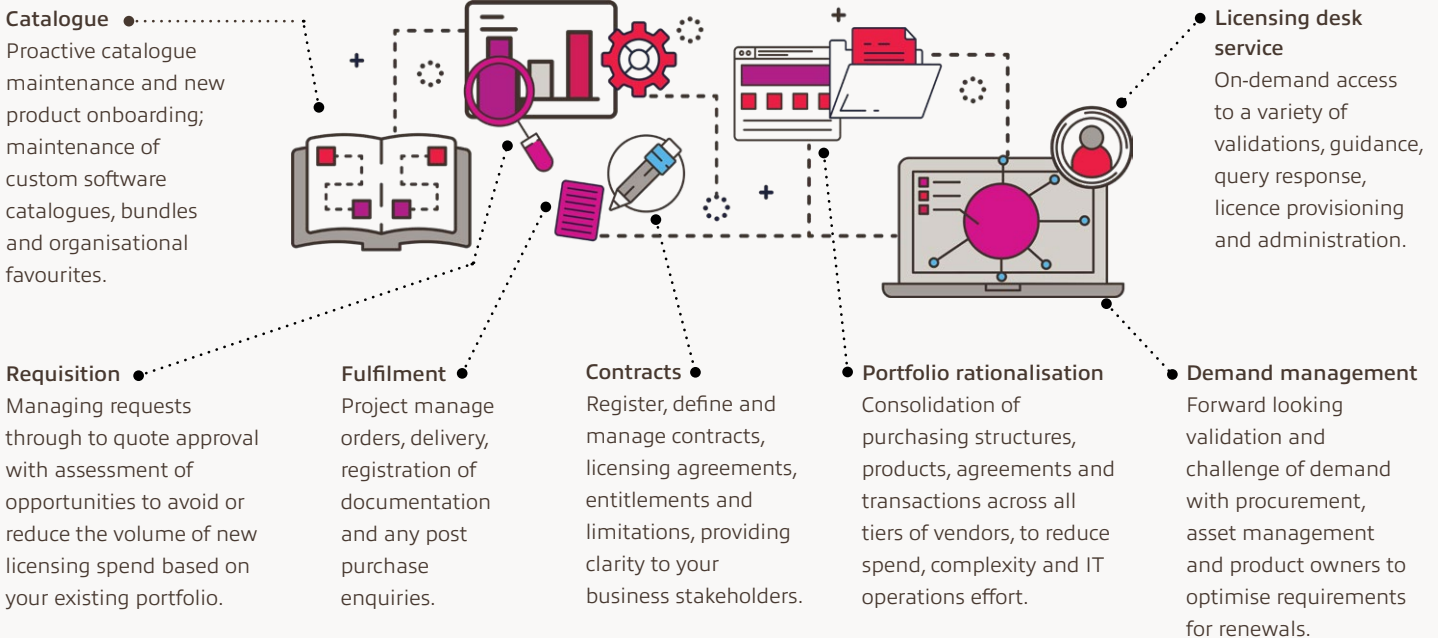 Catalogue
Proactive catalogue
maintenance and new
product onboarding;
maintenance of
custom software
catalogues, bundles
and organisational
favourites.
Licensing desk
service
On-demand access
to a variety of
validations, guidance,
query response,
licence provisioning
and administration.
Requisition
Managing requests
through to quote approval
with assessment of
opportunities to avoid or
reduce the volume of new
licensing spend based on
your existing portfolio.
Fulfilment
Project manage
orders, delivery,
registration of
documentation
and any post
purchase
enquiries.
Contracts
Register, define and
manage contracts,
licensing agreements,
entitlements and
limitations, providing
clarity to your
business stakeholders.
Portfolio rationalisation
Consolidation of
purchasing structures,
products, agreements and
transactions across all
tiers of vendors, to reduce
spend, complexity and IT
operations effort.
Demand management
Forward looking
validation and
challenge of demand
with procurement,
asset management
and product owners to
optimise requirements
for renewals.